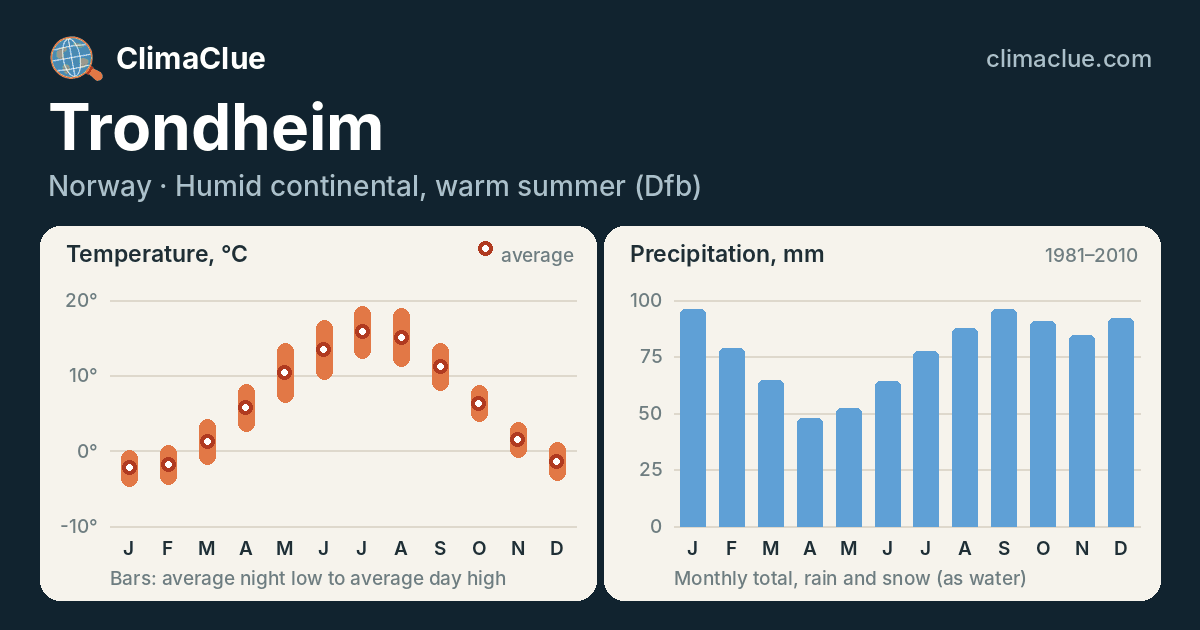 ClimaClue
climaclue.com
Trondheim
Norway · Humid continental, warm summer (Dfb)
Temperature, °C
average
20°
10°
0°
-10°
J F M A M J J A S O N D
Bars: average night low to average day high
Precipitation, mm
1981–2010
100
75
50
25
0
J F M A M J J A S O N D
Monthly total, rain and snow (as water)